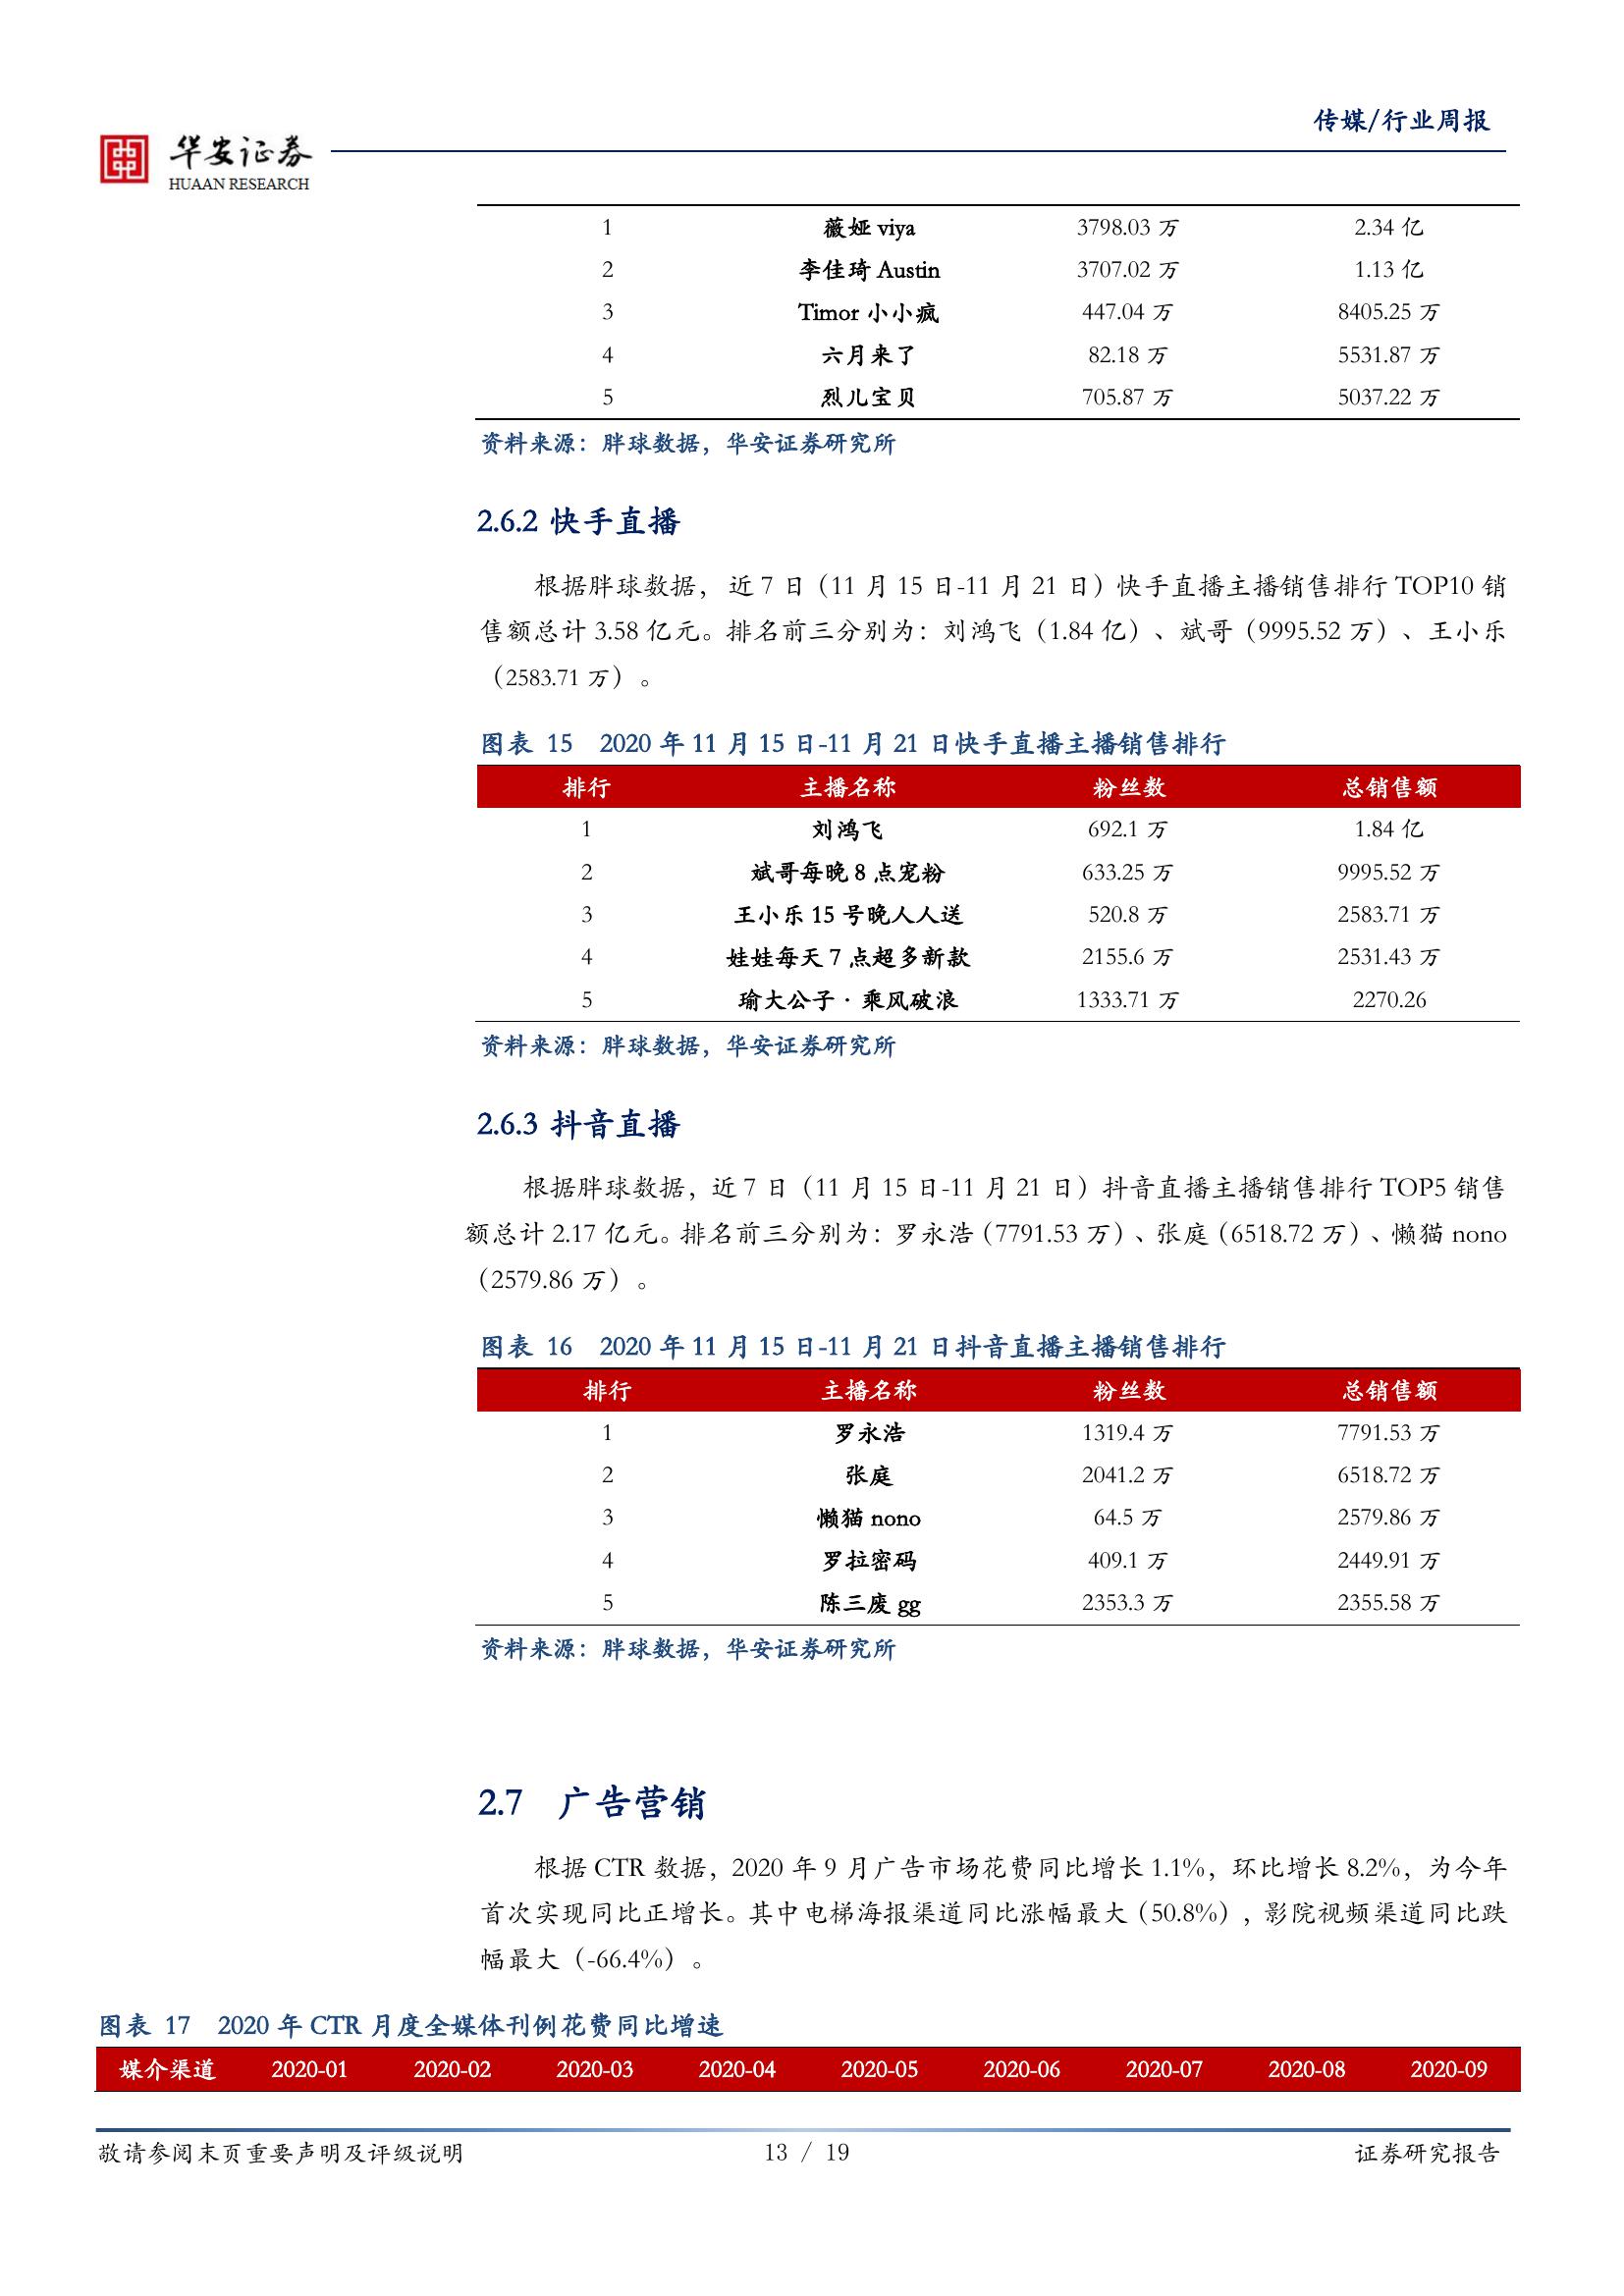 传媒/行业周报
华安证券
HUAAN RESEARCH
1 薇娅 viya 3798.03 万 2.34 亿
2 李佳琦 Austin 3707.02 万 1.13 亿
3 Timor 小小疯 447.04 万 8405.25 万
4 六月来了 82.18 万 5531.87 万
5 烈儿宝贝 705.87 万 5037.22 万
资料来源：胖球数据，华安证券研究所
2.6.2 快手直播
根据胖球数据， 近 7 日（11 月 15 日-11 月 21 日）快手直播主播销售排行 TOP10 销
售额总计 3.58 亿元。排名前三分别为：刘鸿飞（1.84 亿）、斌哥（9995.52 万）、王小乐
（2583.71 万）。
图表 15 2020 年 11 月 15 日-11 月 21 日快手直播主播销售排行
排行 主播名称 粉丝数 总销售额
1 刘鸿飞 692.1 万 1.84 亿
2 斌哥每晚 8 点宠粉 633.25 万 9995.52 万
3 王小乐 15 号晚人人送 520.8 万 2583.71 万
4 娃娃每天 7 点超多新款 2155.6 万 2531.43 万
5 瑜大公子 · 乘风破浪 1333.71 万 2270.26
资料来源：胖球数据，华安证券研究所
2.6.3 抖音直播
根据胖球数据，近 7 日（11 月 15 日-11 月 21 日）抖音直播主播销售排行 TOP5 销售
额总计 2.17 亿元。排名前三分别为：罗永浩（7791.53 万）、张庭（6518.72 万）、懒猫 nono
（2579.86 万）。
图表 16 2020 年 11 月 15 日-11 月 21 日抖音直播主播销售排行
排行 主播名称 粉丝数 总销售额
1 罗永浩 1319.4 万 7791.53 万
2 张庭 2041.2 万 6518.72 万
3 懒猫 nono 64.5 万 2579.86 万
4 罗拉密码 409.1 万 2449.91 万
5 陈三废 gg 2353.3 万 2355.58 万
资料来源：胖球数据，华安证券研究所
2.7 广告营销
根据 CTR 数据，2020 年 9 月广告市场花费同比增长 1.1%，环比增长 8.2%，为今年
首次实现同比正增长。其中电梯海报渠道同比涨幅最大（50.8%），影院视频渠道同比跌
幅最大（-66.4%）。
图表 17 2020 年 CTR 月度全媒体刊例花费同比增速
媒介渠道 2020-01 2020-02 2020-03 2020-04 2020-05 2020-06 2020-07 2020-08 2020-09
敬请参阅末页重要声明及评级说明 13 / 19 证券研究报告